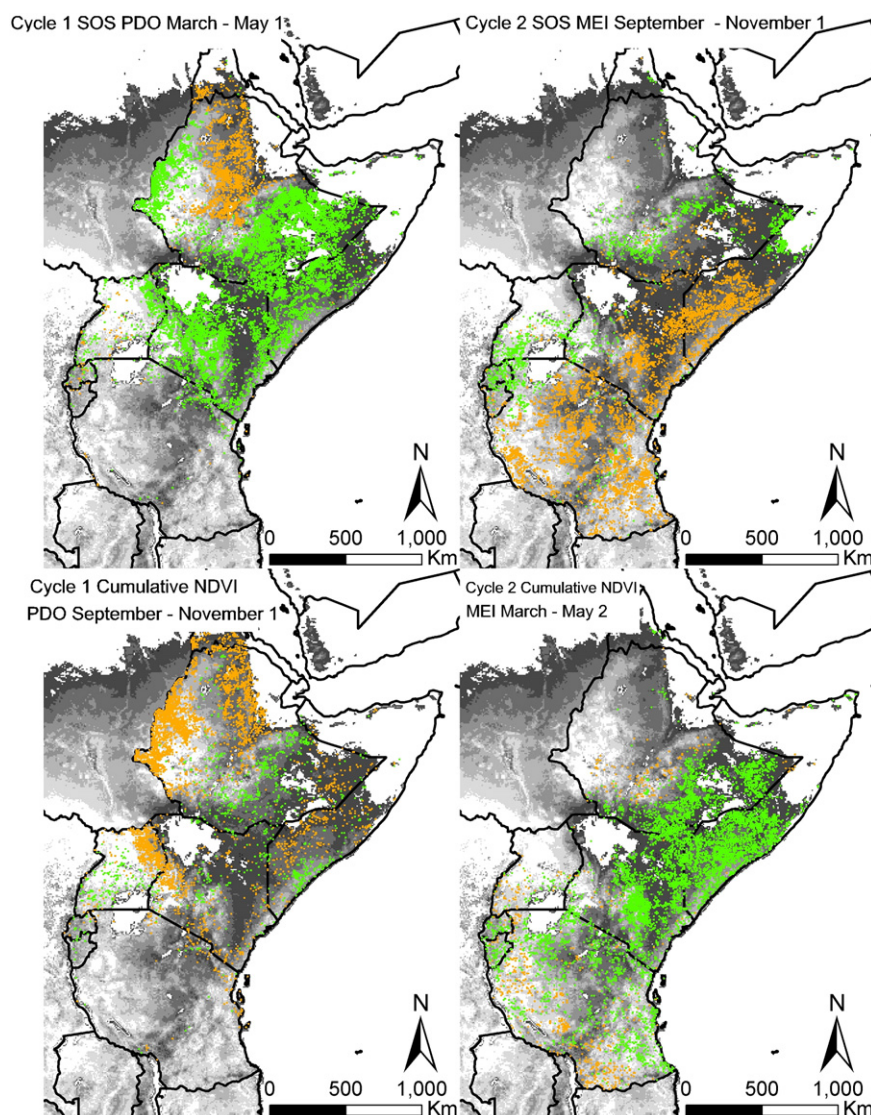 Cycle 1 SOS PDO March - May 1
N
0 500 1,000
Km
Cycle 2 SOS MEI September - November 1
N
0 500 1,000
Km
Cycle 1 Cumulative NDVI
PDO September - November 1
N
0 500 1,000
Km
Cycle 2 Cumulative NDVI
MEI March - May 2
N
0 500 1,000
Km